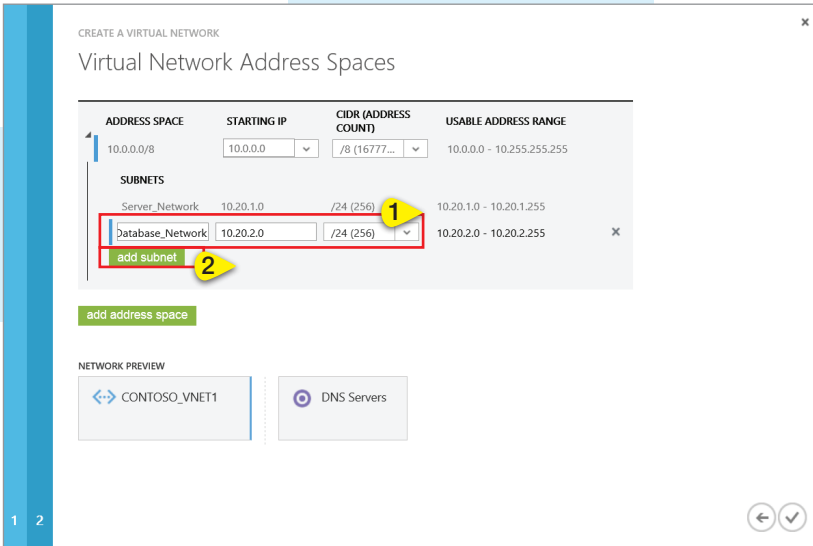 CREATE A VIRTUAL NETWORK
Virtual Network Address Spaces
ADDRESS SPACE STARTING IP CIDR (ADDRESS COUNT) USABLE ADDRESS RANGE
10.0.0.0/8 10.0.0.0 /8 (16777... 10.0.0.0 - 10.255.255.255
SUBNETS
Server_Network 10.20.1.0 /24 (256) 10.20.1.0 - 10.20.1.255
1
Database_Network 10.20.2.0 /24 (256) 10.20.2.0 - 10.20.2.255
add subnet
2
add address space
NETWORK PREVIEW
CONTOSO_VNET1 DNS Servers
1 2